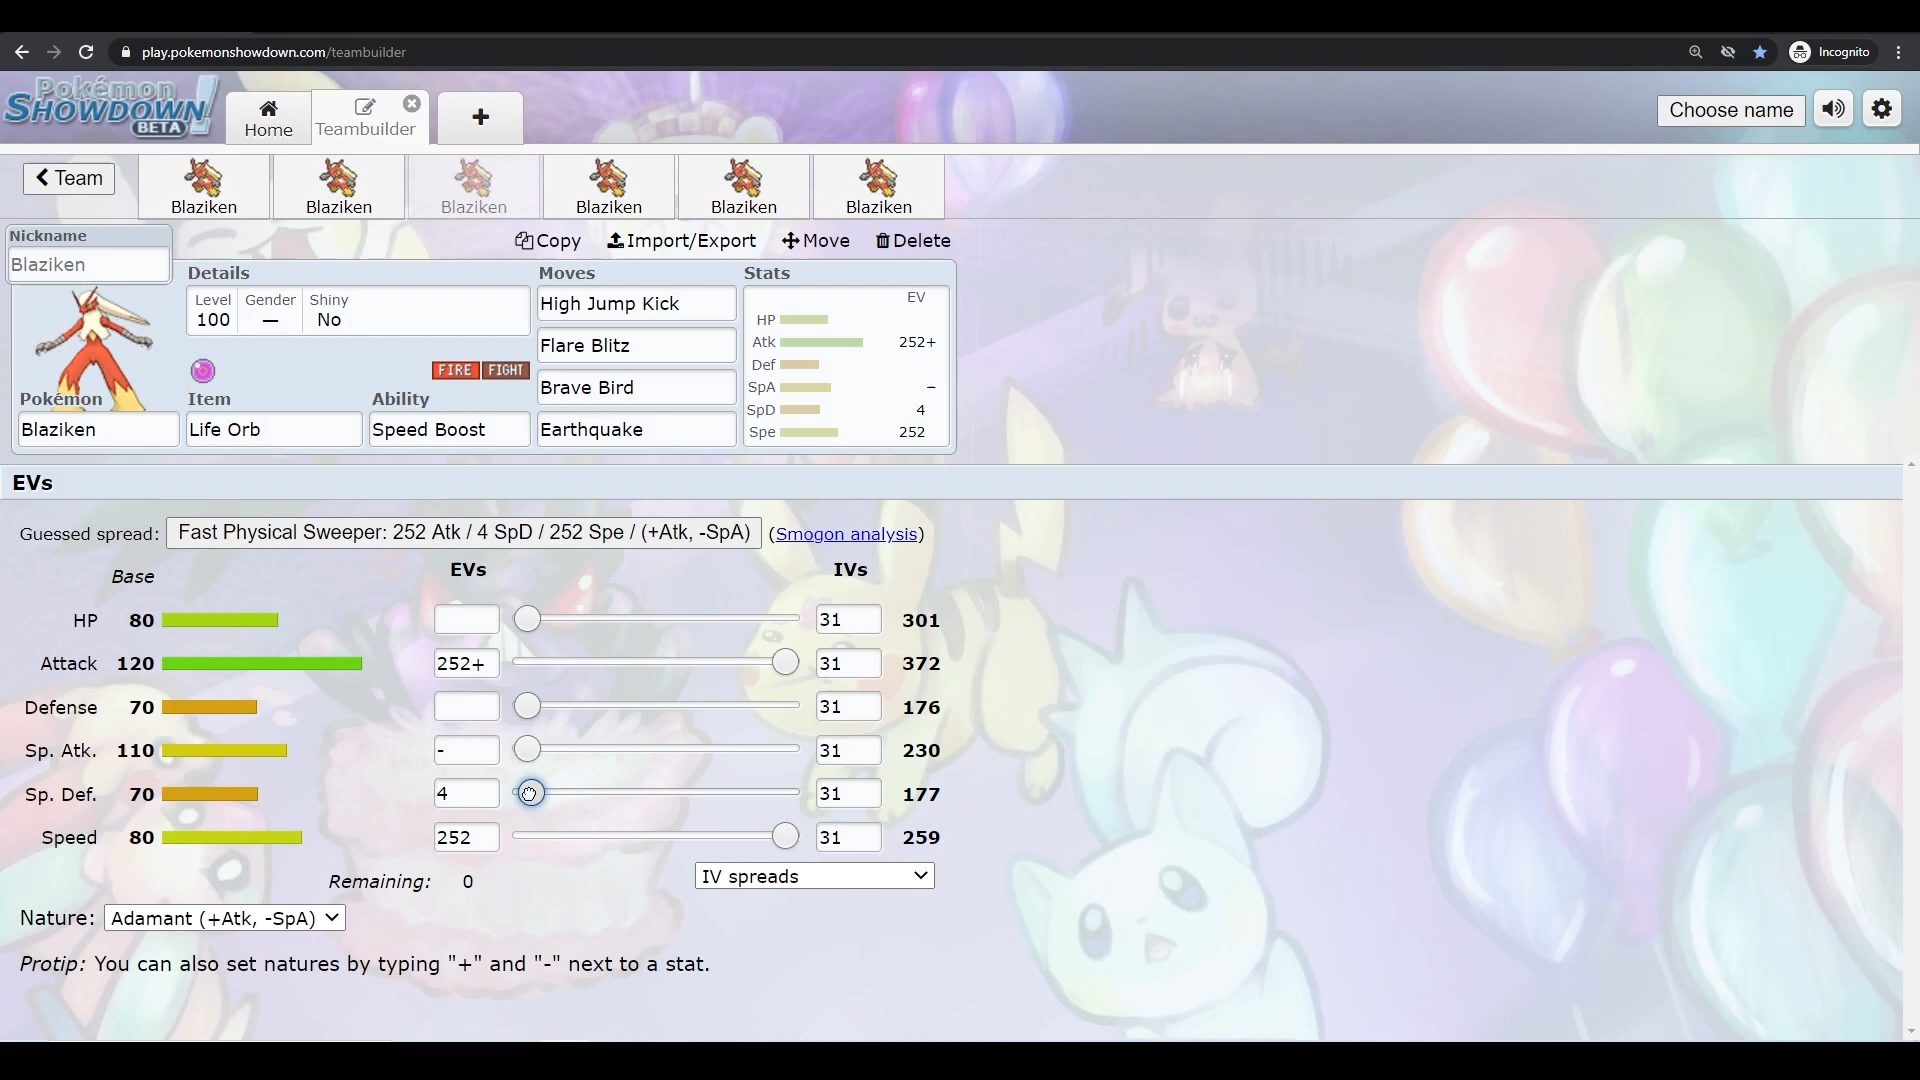 play.pokemonshowdown.com/teambuilder
Incognito
Pokémon
SHOWDOWN!
BETA
Home
Teambuilder
+
Choose name
Team
Blaziken
Blaziken
Blaziken
Blaziken
Blaziken
Blaziken
Nickname
Blaziken
Copy
Import/Export
Move
Delete
Details
Level
100
Gender
—
Shiny
No
FIRE
FIGHT
Pokémon
Blaziken
Item
Life Orb
Ability
Speed Boost
Moves
High Jump Kick
Flare Blitz
Brave Bird
Earthquake
Stats
EV
HP
Atk 252+
Def
SpA –
SpD 4
Spe 252
EVs
Guessed spread: Fast Physical Sweeper: 252 Atk / 4 SpD / 252 Spe / (+Atk, -SpA) (Smogon analysis)
Base EVs IVs
HP 80 31 301
Attack 120 252+ 31 372
Defense 70 31 176
Sp. Atk. 110 - 31 230
Sp. Def. 70 4 31 177
Speed 80 252 31 259
Remaining: 0 IV spreads
Nature: Adamant (+Atk, -SpA)
Protip: You can also set natures by typing "+" and "-" next to a stat.